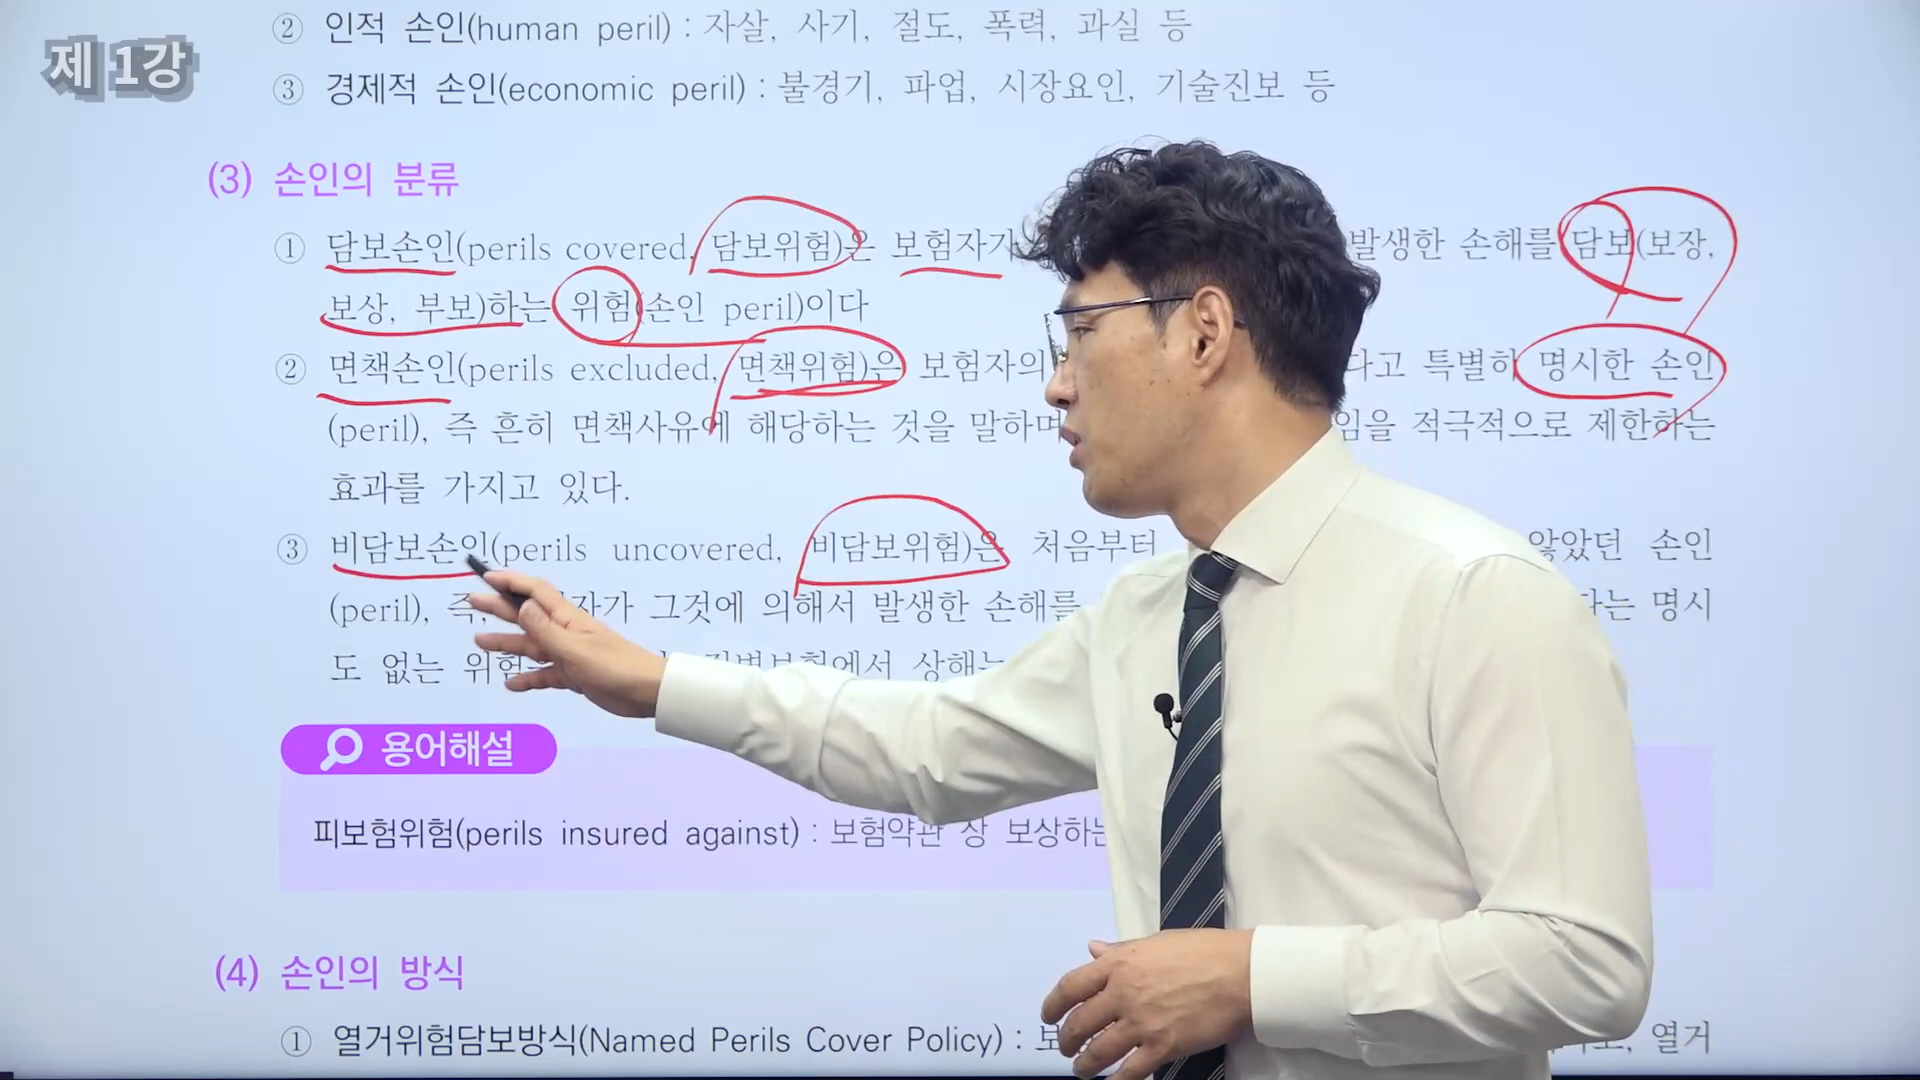 제 1강
② 인적 손인(human peril) : 자살, 사기, 절도, 폭력, 과실 등
③ 경제적 손인(economic peril) : 불경기, 파업, 시장요인, 기술진보 등
(3) 손인의 분류
① 담보손인(perils covered, 담보위험)은 보험자가 발생한 손해를 담보(보장,
보상, 부보)하는 위험(손인 peril)이다
② 면책손인(perils excluded, 면책위험)은 보험자의 다고 특별히 명시한 손인
(peril), 즉 흔히 면책사유에 해당하는 것을 말하며 임을 적극적으로 제한하는
효과를 가지고 있다.
③ 비담보손인(perils uncovered, 비담보위험)은 처음부터 않았던 손인
(peril), 즉, 자가 그것에 의해서 발생한 손해를 다는 명시
도 없는 위험 질병보험에서 상해는
용어해설
피보험위험(perils insured against) : 보험약관 상 보상하는
(4) 손인의 방식
① 열거위험담보방식(Named Perils Cover Policy) : 열거